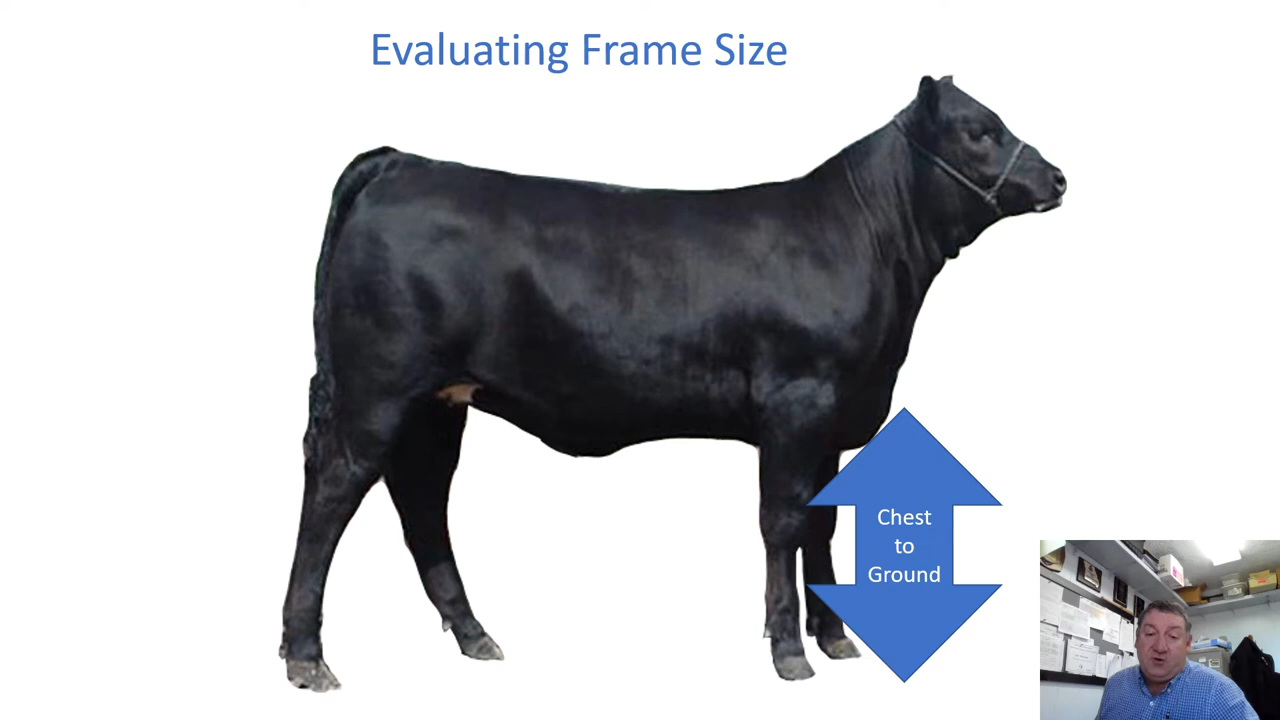 Evaluating Frame Size
Chest
to
Ground